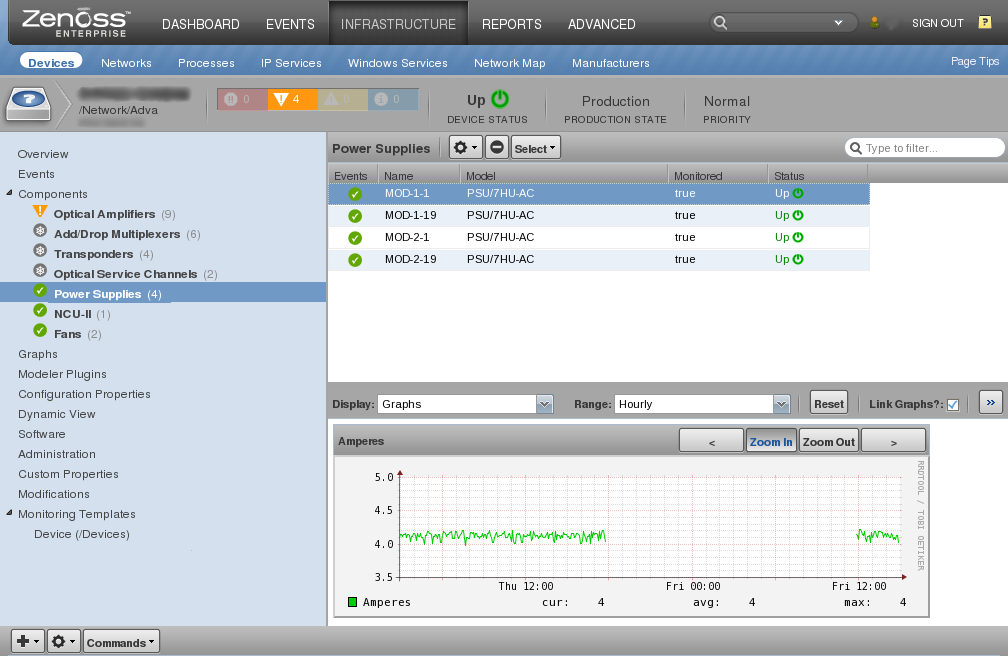 Zenoss ENTERPRISE DASHBOARD EVENTS INFRASTRUCTURE REPORTS ADVANCED SIGN OUT ?
Devices Networks Processes IP Services Windows Services Network Map Manufacturers Page Tips
/Network/Adva
0 4 0 0
Up Production Normal
DEVICE STATUS PRODUCTION STATE PRIORITY
Overview
Events
Components
Optical Amplifiers (9)
Add/Drop Multiplexers (6)
Transponders (4)
Optical Service Channels (2)
Power Supplies (4)
NCU-II (1)
Fans (2)
Graphs
Modeler Plugins
Configuration Properties
Dynamic View
Software
Administration
Custom Properties
Modifications
Monitoring Templates
Device (/Devices)
Commands
Power Supplies Select Type to filter...
Events Name Model Monitored Status
MOD-1-1 PSU/7HU-AC true Up
MOD-1-19 PSU/7HU-AC true Up
MOD-2-1 PSU/7HU-AC true Up
MOD-2-19 PSU/7HU-AC true Up
Display: Graphs Range: Hourly Reset Link Graphs?: »
Amperes < Zoom In Zoom Out >
5.0
4.5
4.0
3.5
Thu 12:00 Fri 00:00 Fri 12:00
Amperes cur: 4 avg: 4 max: 4
RRDTOOL / TOBI OETIKER